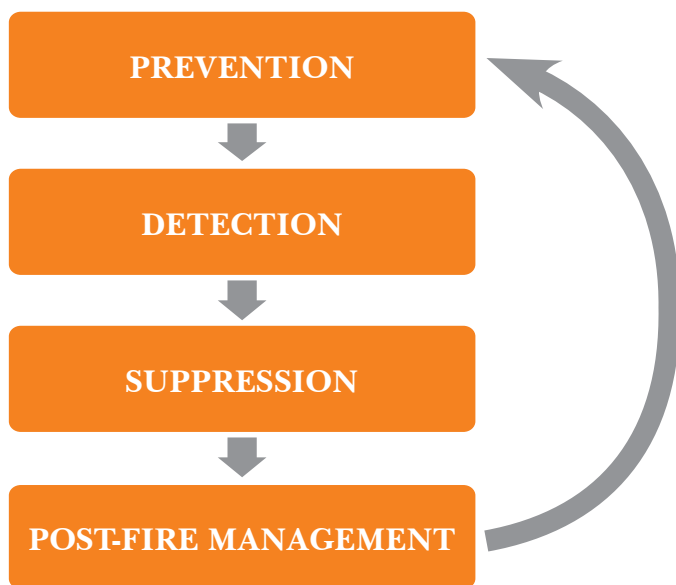 PREVENTION
DETECTION
SUPPRESSION
POST-FIRE MANAGEMENT